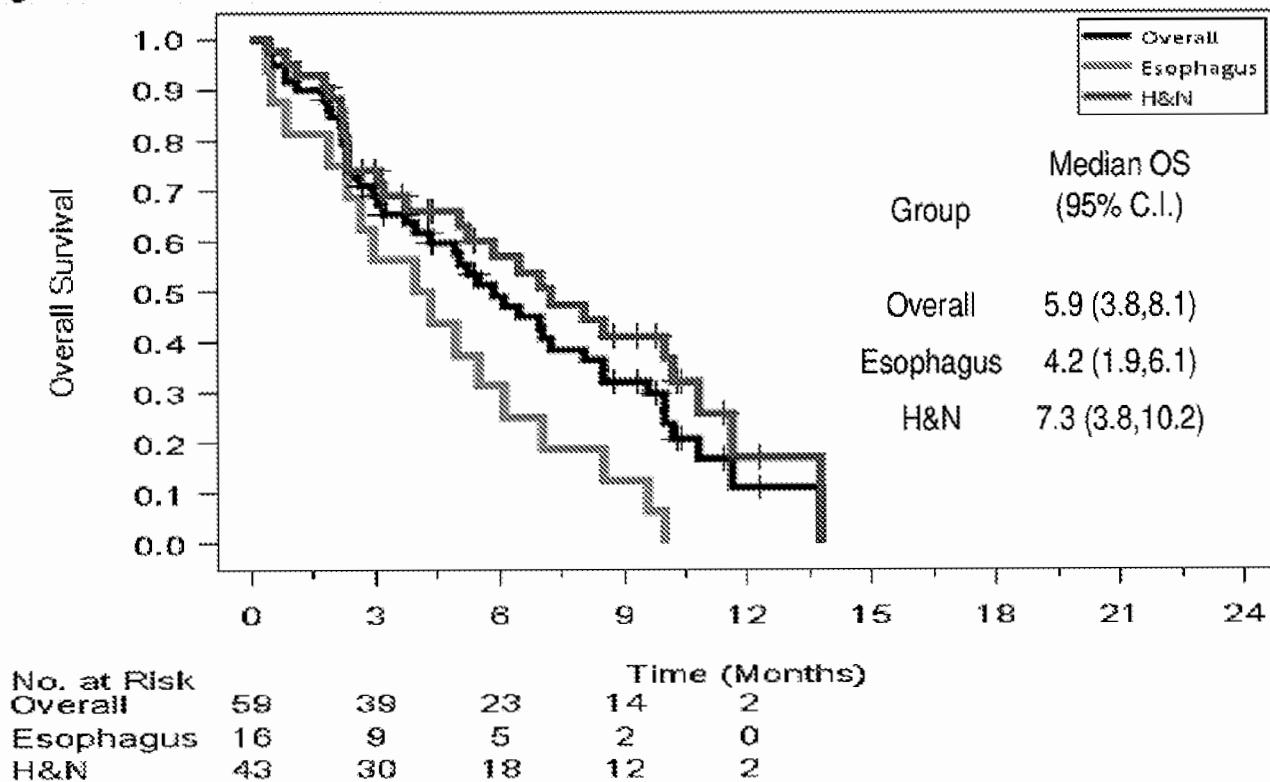 Overall
Esophagus
H&N
Median OS
Group (95% C.I.)
Overall 5.9 (3.8,8.1)
Esophagus 4.2 (1.9,6.1)
H&N 7.3 (3.8,10.2)
Overall Survival
1.0
0.9
0.8
0.7
0.6
0.5
0.4
0.3
0.2
0.1
0.0
0 3 6 9 12 15 18 21 24
Time (Months)
No. at Risk
Overall 59 39 23 14 2
Esophagus 16 9 5 2 0
H&N 43 30 18 12 2